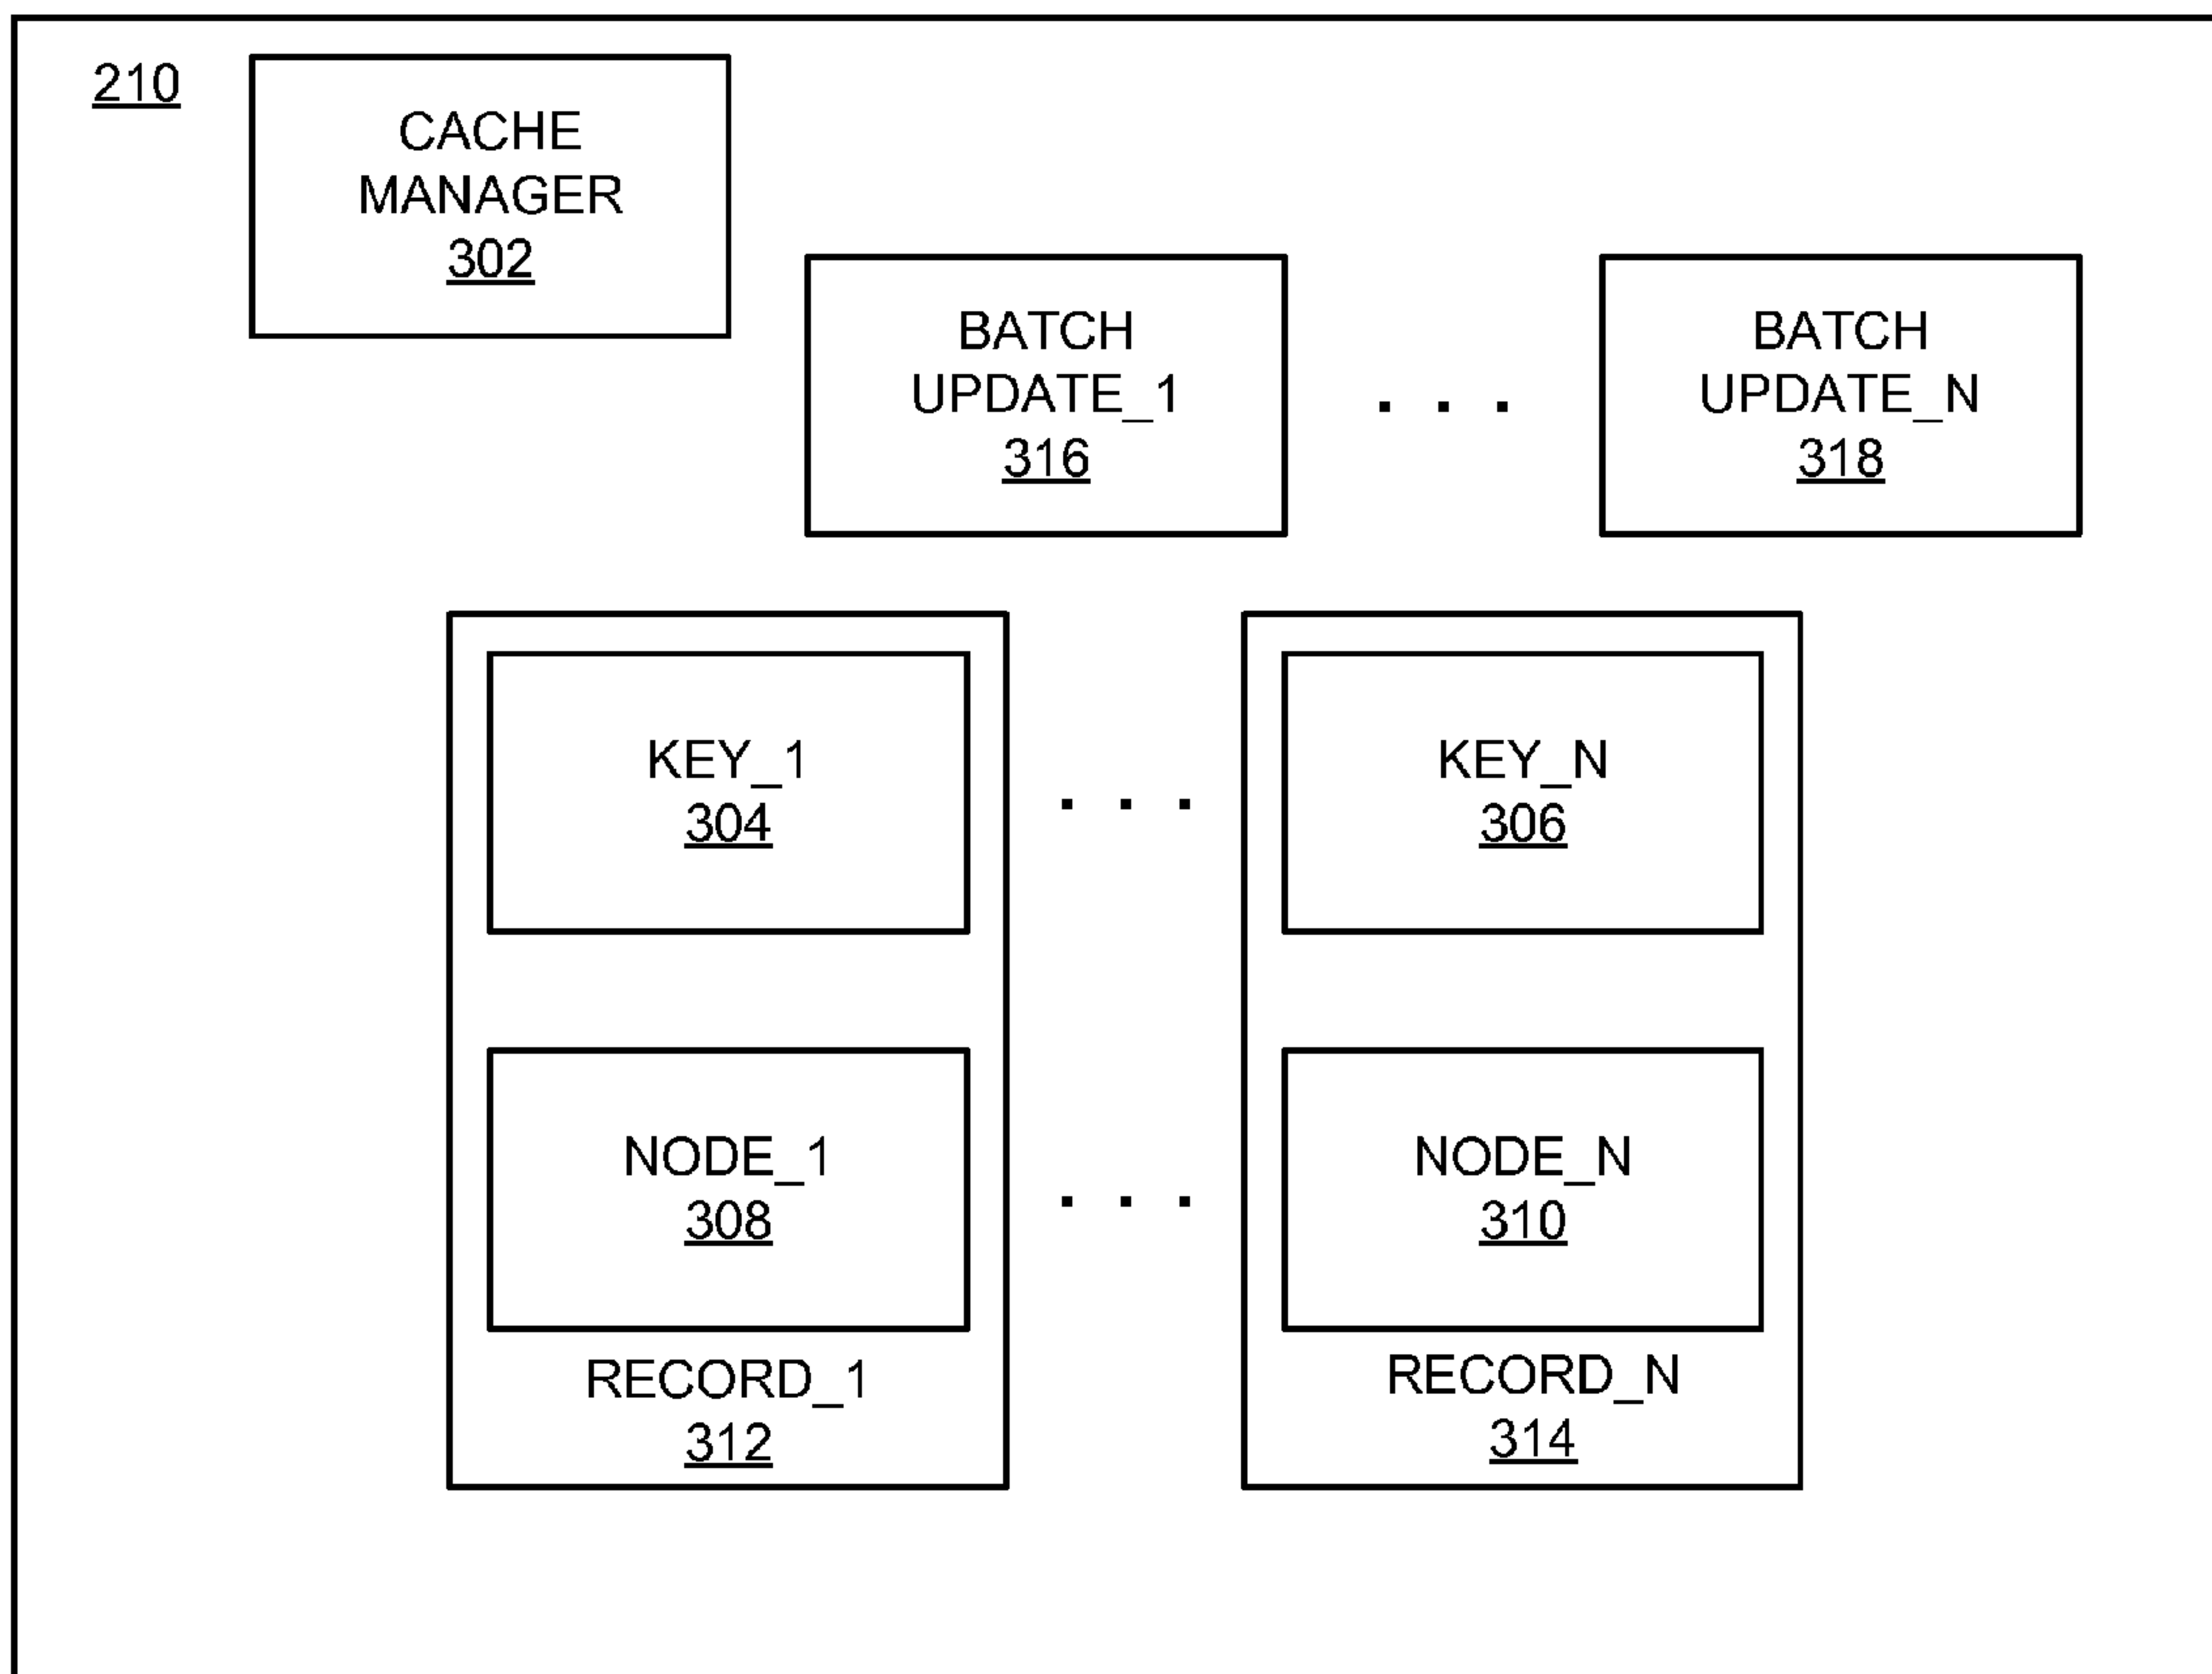 210
CACHE
MANAGER
302
BATCH
UPDATE_1
316
. . .
BATCH
UPDATE_N
318
KEY_1
304
. . .
KEY_N
306
NODE_1
308
. . .
NODE_N
310
RECORD_1
312
RECORD_N
314